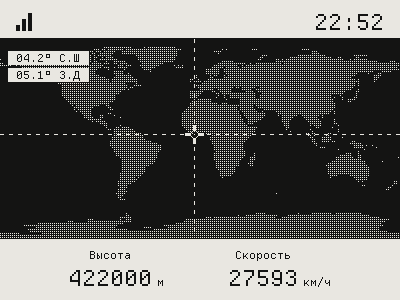 22:52
04.2° С.Ш
05.1° З.Д
Высота
422000 м
Скорость
27593 км/ч